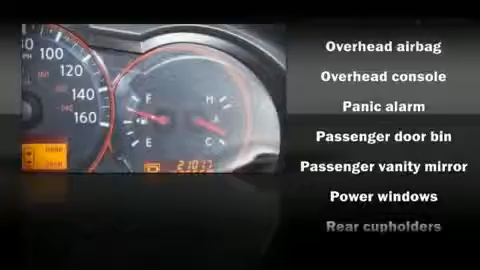 80
100
120
140
160
F
E
H
C
Overhead airbag
Overhead console
Panic alarm
Passenger door bin
Passenger vanity mirror
Power windows
Rear cupholders